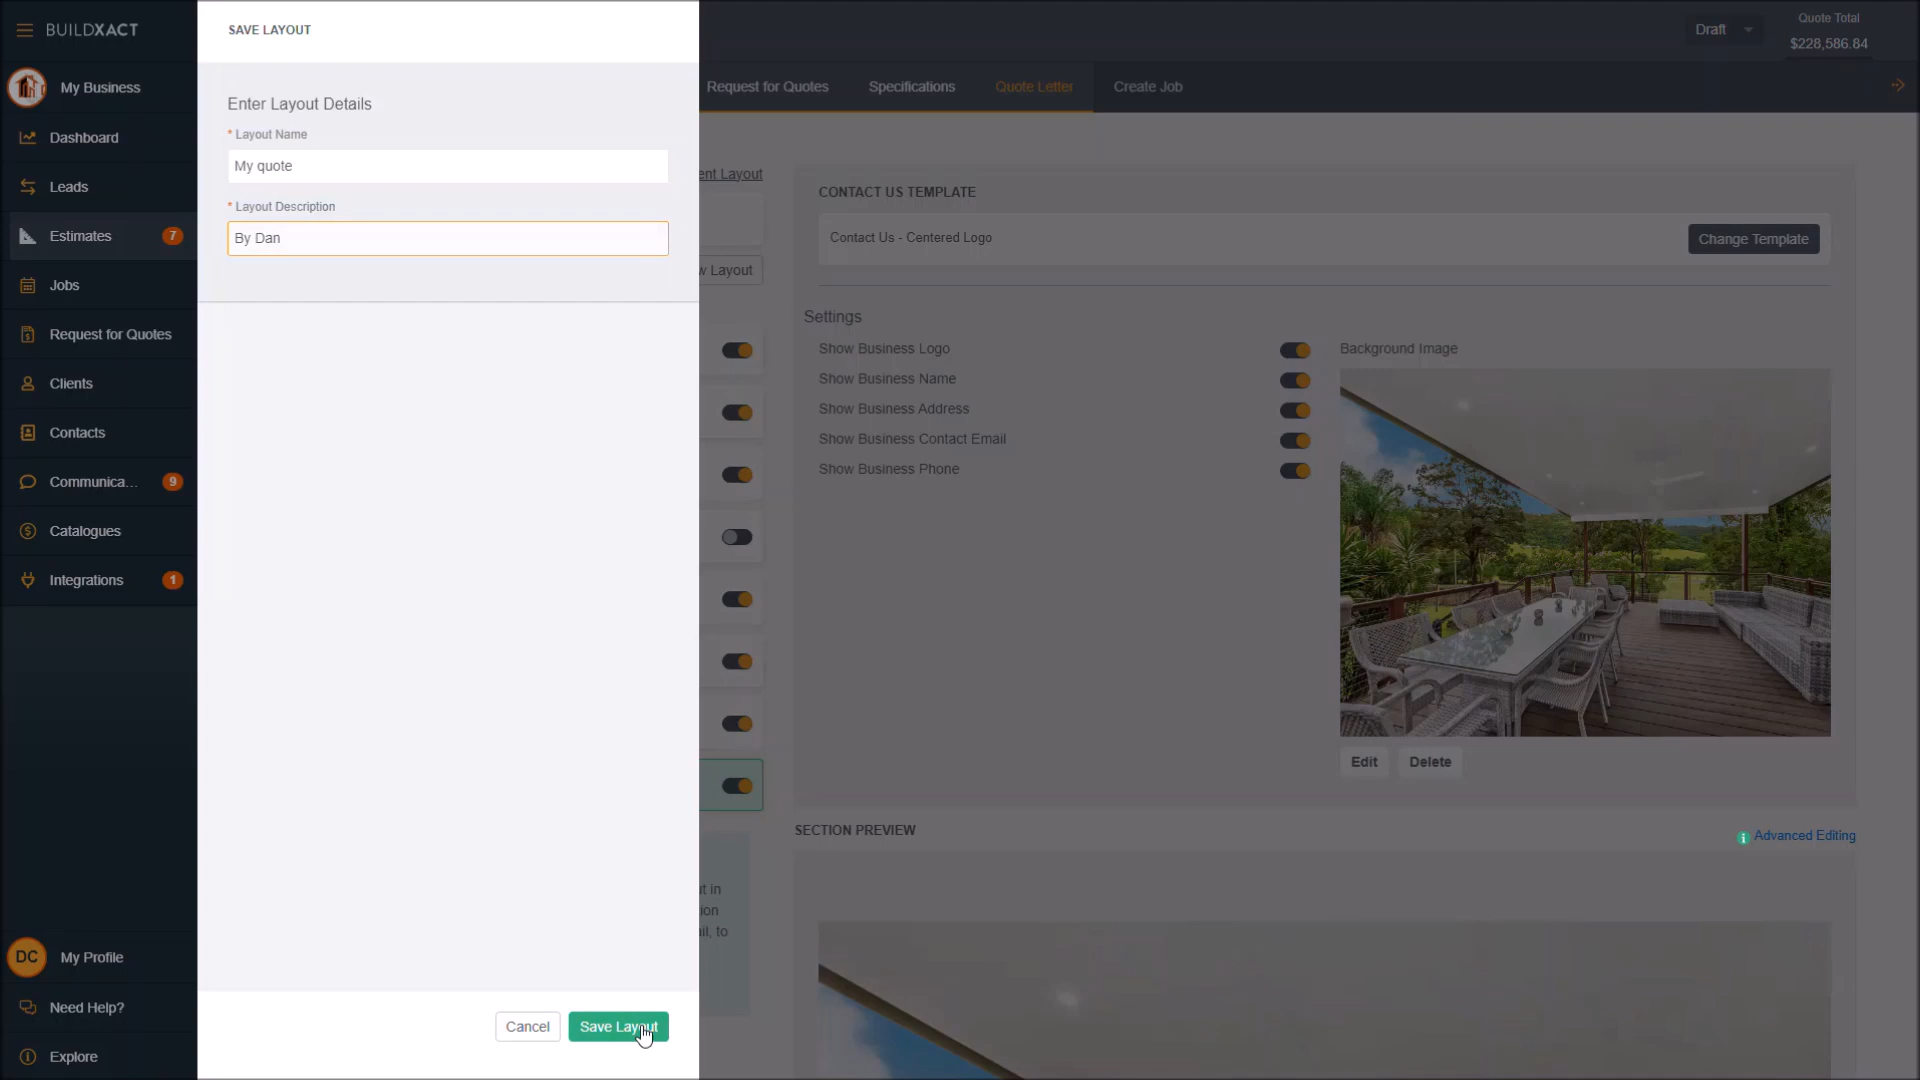 BUILDXACT
My Business
Dashboard
Leads
Estimates 7
Jobs
Request for Quotes
Clients
Contacts
Communica... 9
Catalogues
Integrations 1
DC My Profile
Need Help?
Explore
SAVE LAYOUT
Enter Layout Details
* Layout Name
My quote
* Layout Description
By Dan
Cancel
Save Layout
Draft
Quote Total
$228,586.84
Request for Quotes
Specifications
Quote Letter
Create Job
ent Layout
w Layout
ion
il, to
CONTACT US TEMPLATE
Contact Us - Centered Logo
Change Template
Settings
Show Business Logo
Show Business Name
Show Business Address
Show Business Contact Email
Show Business Phone
Background Image
Edit
Delete
SECTION PREVIEW
Advanced Editing